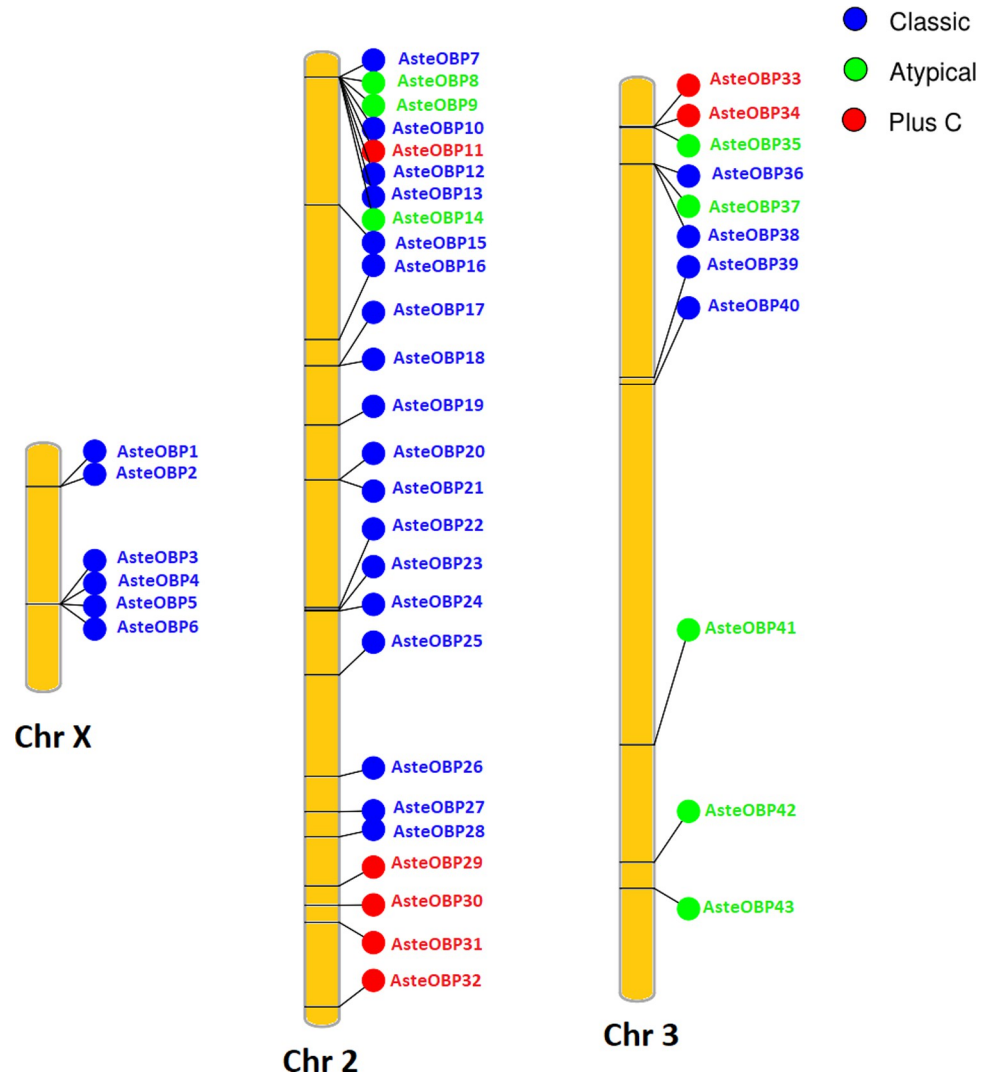 Classic
Atypical
Plus C
AsteOBP1
AsteOBP2
AsteOBP3
AsteOBP4
AsteOBP5
AsteOBP6
Chr X
AsteOBP7
AsteOBP8
AsteOBP9
AsteOBP10
AsteOBP11
AsteOBP12
AsteOBP13
AsteOBP14
AsteOBP15
AsteOBP16
AsteOBP17
AsteOBP18
AsteOBP19
AsteOBP20
AsteOBP21
AsteOBP22
AsteOBP23
AsteOBP24
AsteOBP25
AsteOBP26
AsteOBP27
AsteOBP28
AsteOBP29
AsteOBP30
AsteOBP31
AsteOBP32
Chr 2
AsteOBP33
AsteOBP34
AsteOBP35
AsteOBP36
AsteOBP37
AsteOBP38
AsteOBP39
AsteOBP40
AsteOBP41
AsteOBP42
AsteOBP43
Chr 3